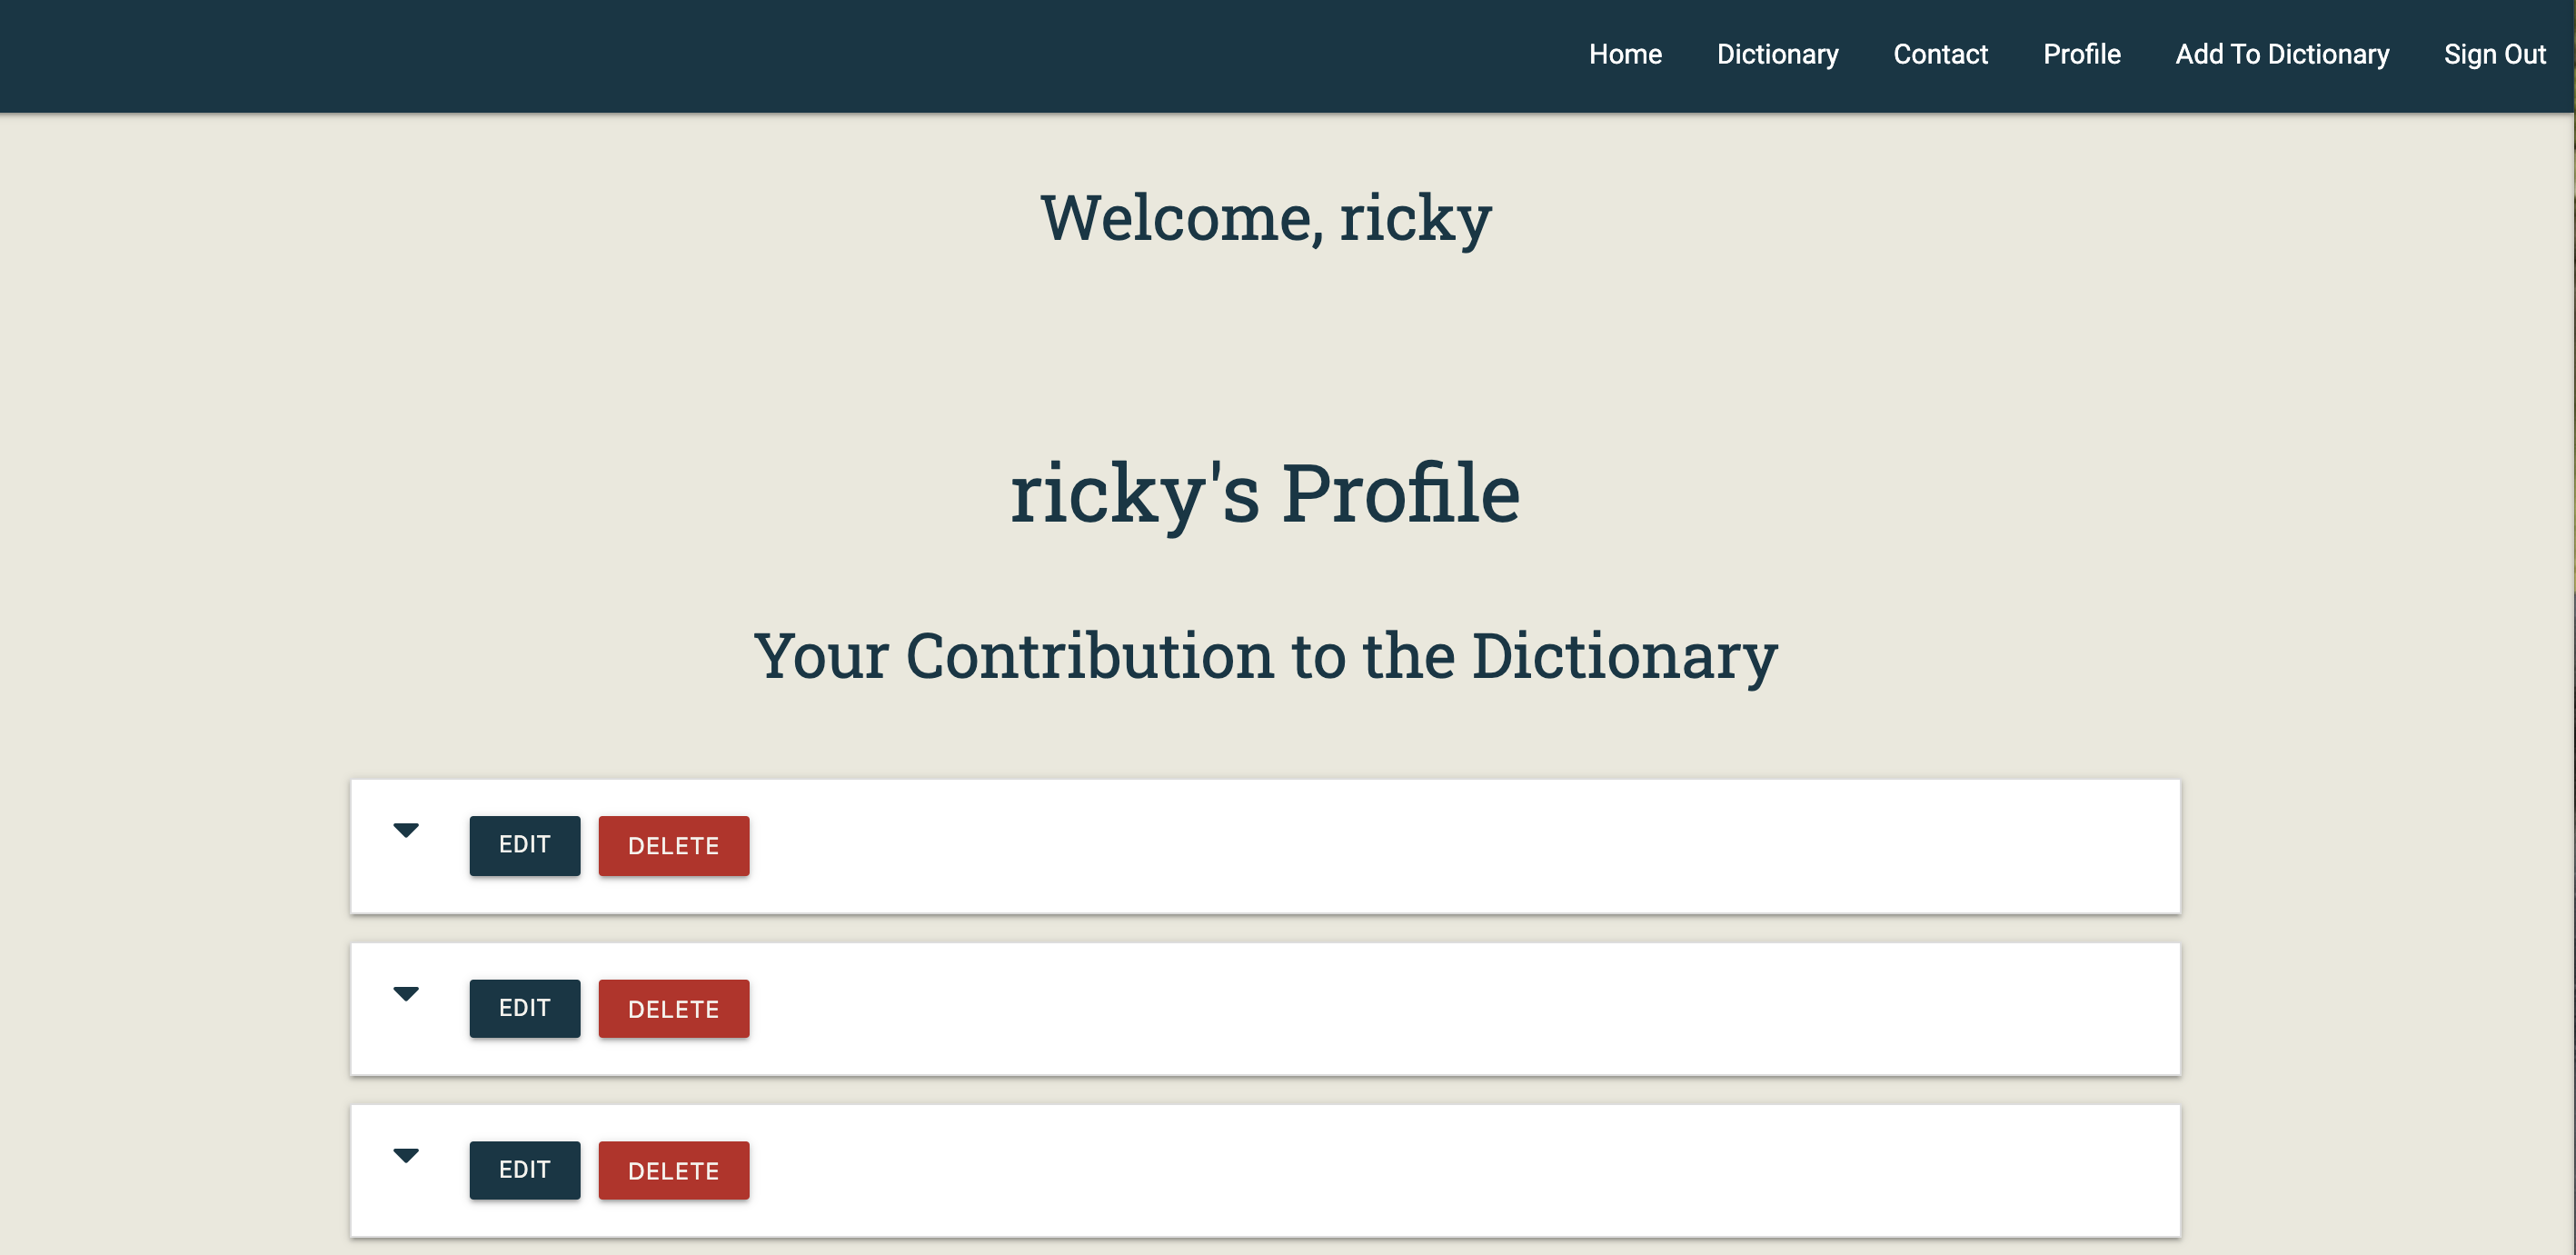 Home Dictionary Contact Profile Add To Dictionary Sign Out
Welcome, ricky
ricky's Profile
Your Contribution to the Dictionary
EDIT DELETE
EDIT DELETE
EDIT DELETE